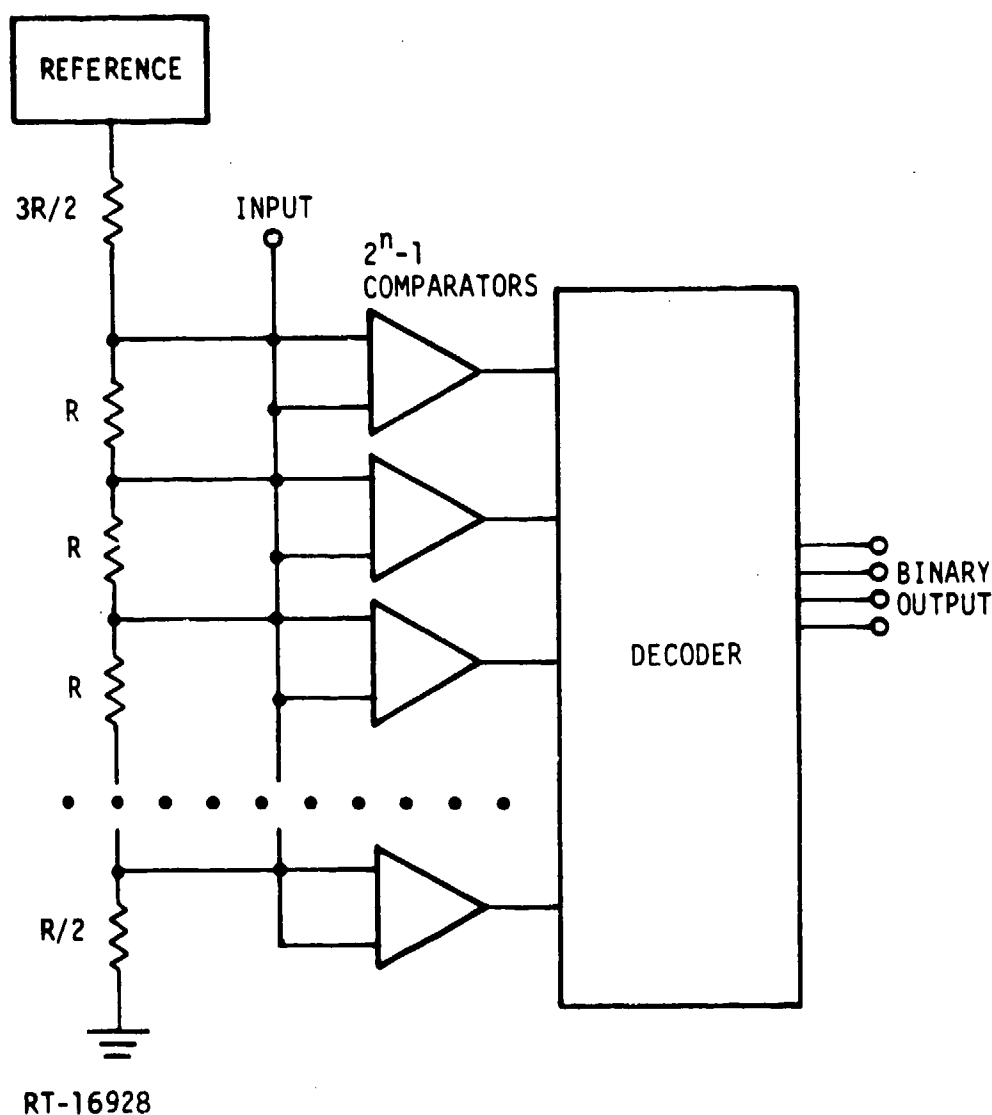 REFERENCE
3R/2
INPUT
2ⁿ-1
COMPARATORS
R
R
R
BINARY
OUTPUT
DECODER
R/2
RT-16928